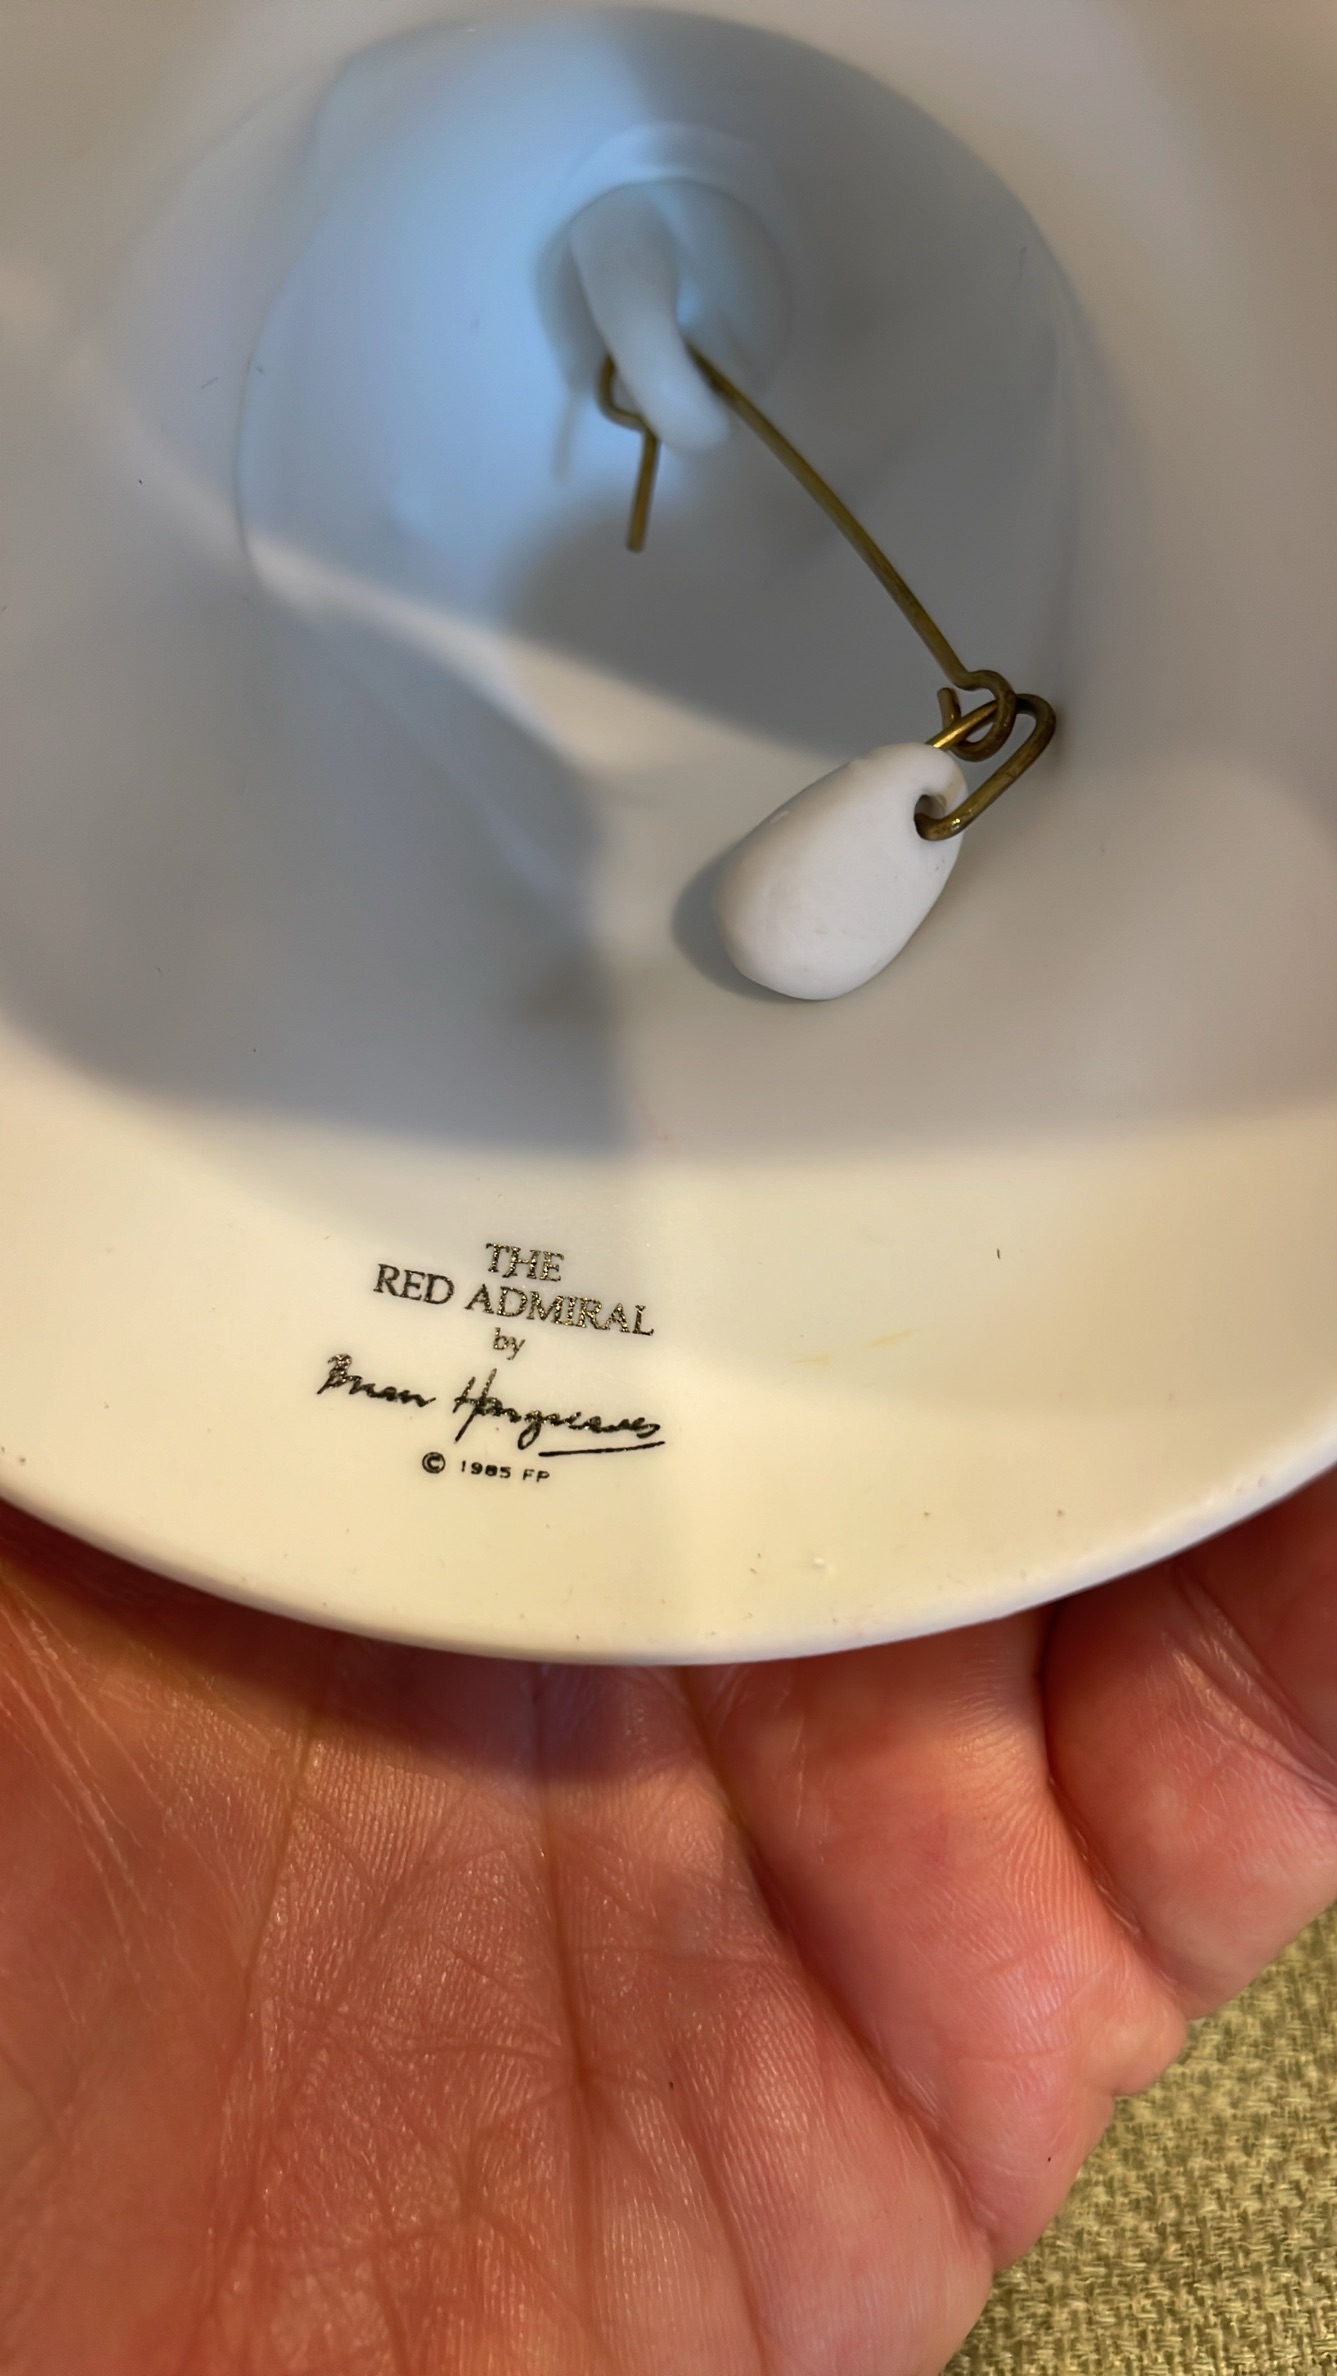 THE
RED ADMIRAL
by
Brian Hargreaves
© 1985 FP